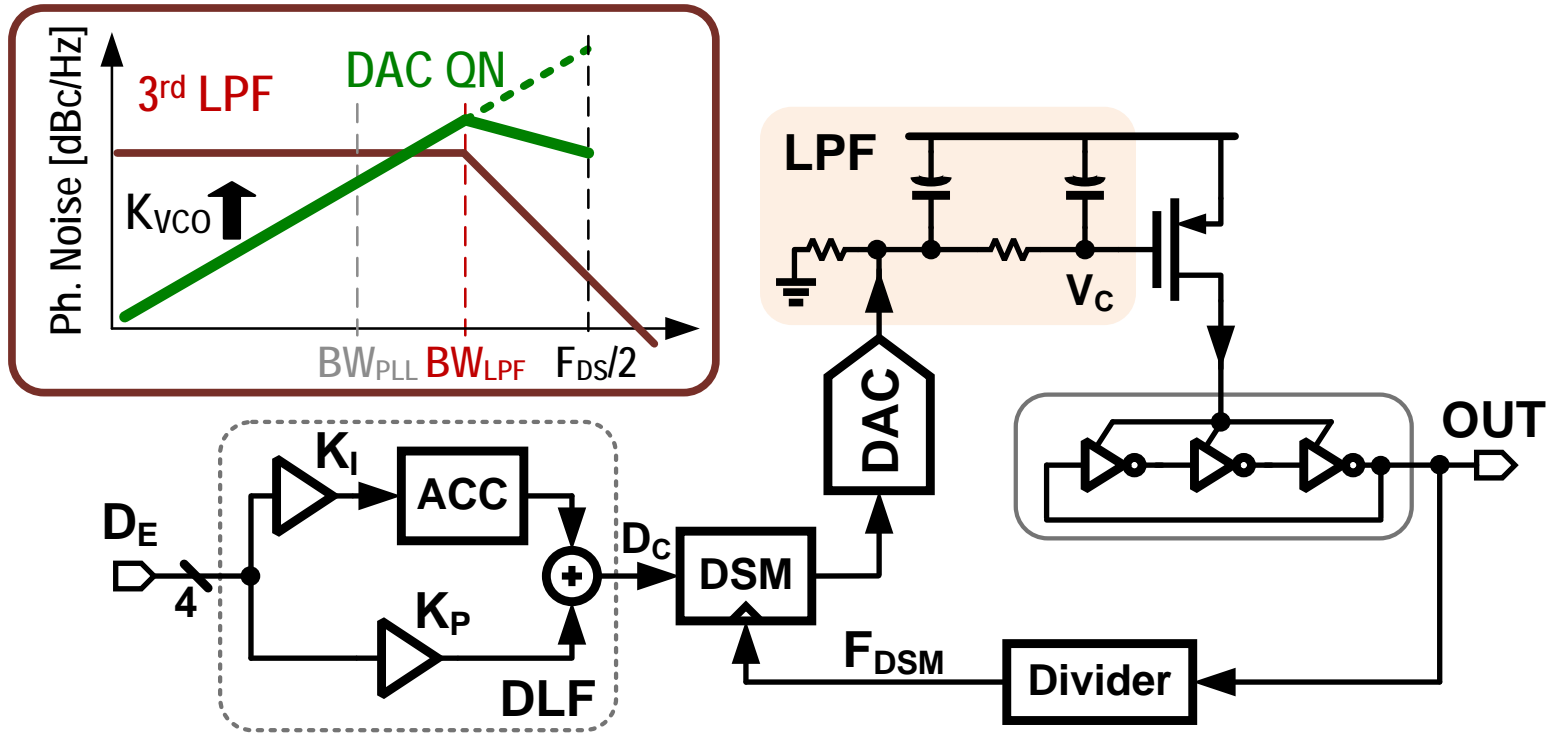 Ph. Noise [dBc/Hz]
3rd LPF
DAC QN
KVCO
BWPLL
BWLPF
FDS/2
LPF
VC
DAC
OUT
DE
4
KI
ACC
KP
DLF
DC
DSM
FDSM
Divider